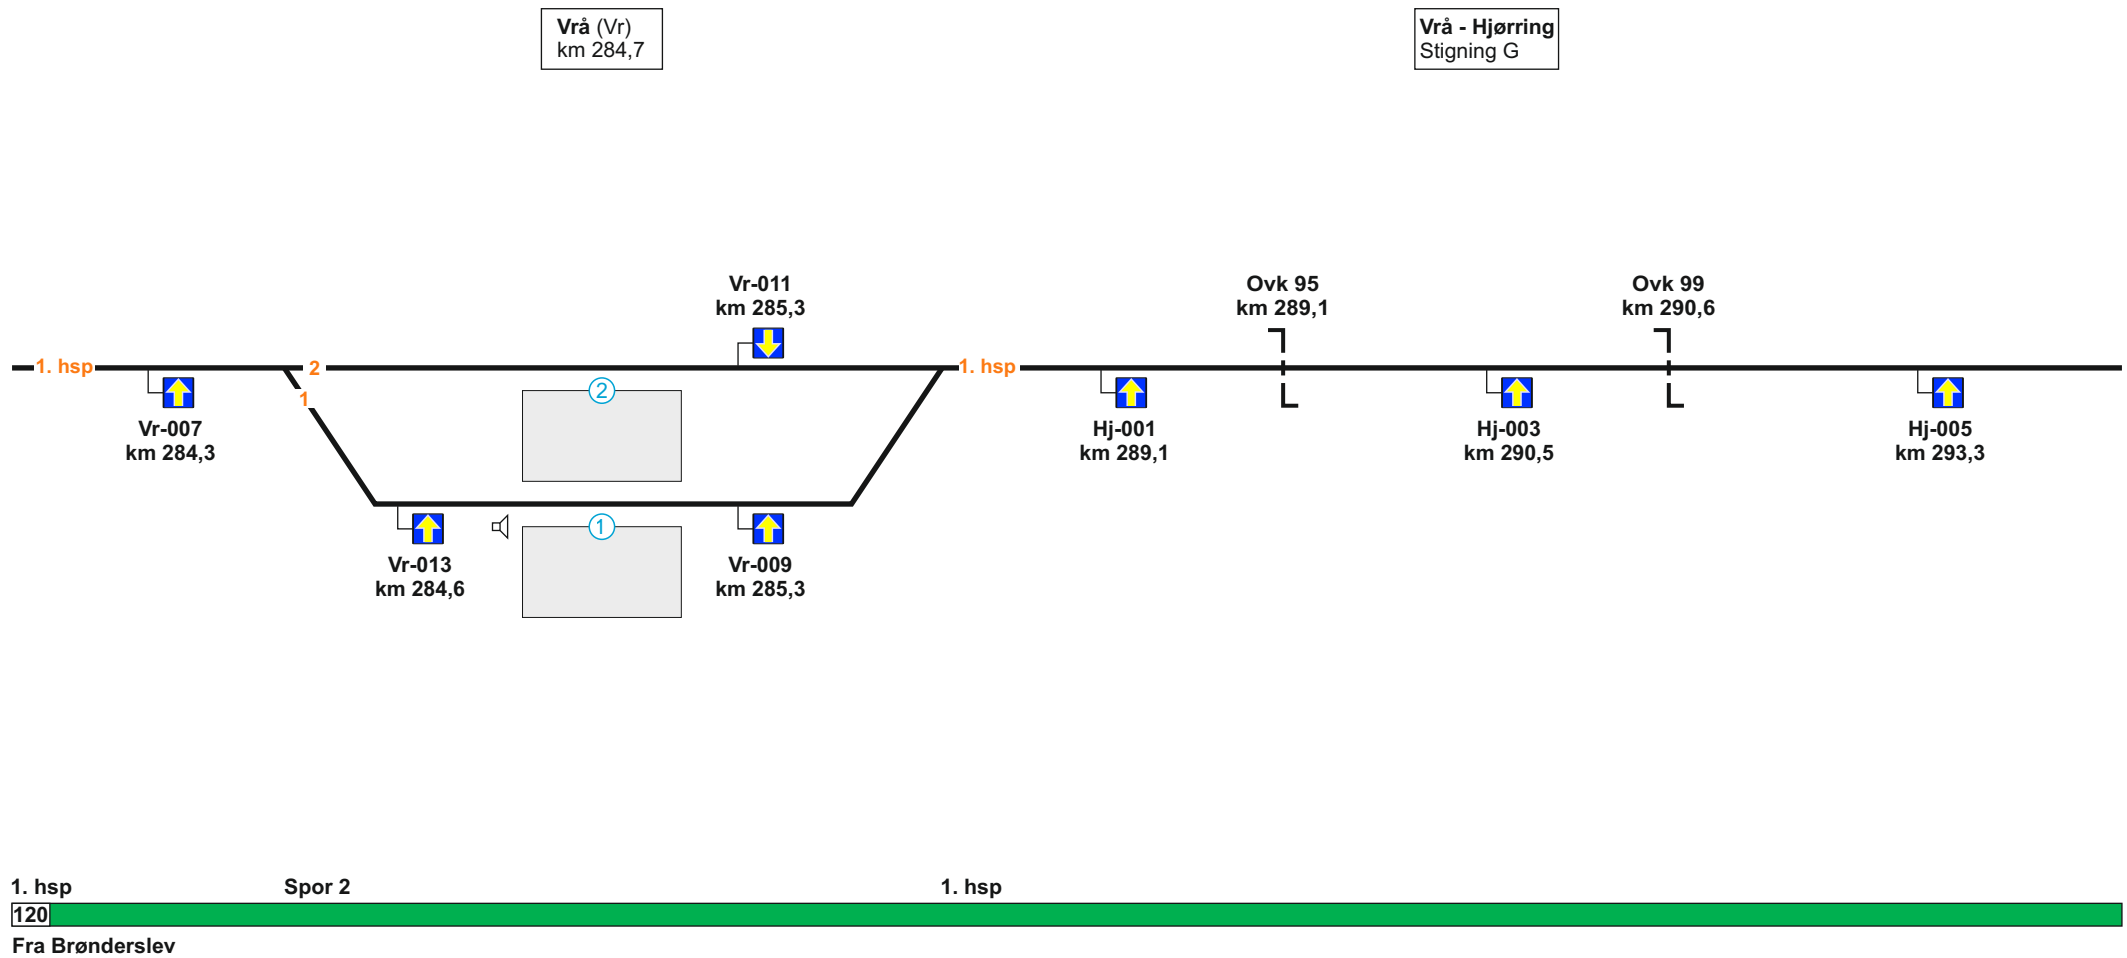 Vrå (Vr)
km 284,7
Vrå - Hjørring
Stigning G
Vr-011
km 285,3
Ovk 95
km 289,1
Ovk 99
km 290,6
1. hsp
2
1. hsp
1
2
Vr-007
km 284,3
Hj-001
km 289,1
Hj-003
km 290,5
Hj-005
km 293,3
1
Vr-013
km 284,6
Vr-009
km 285,3
1. hsp
Spor 2
1. hsp
120
Fra Brønderslev